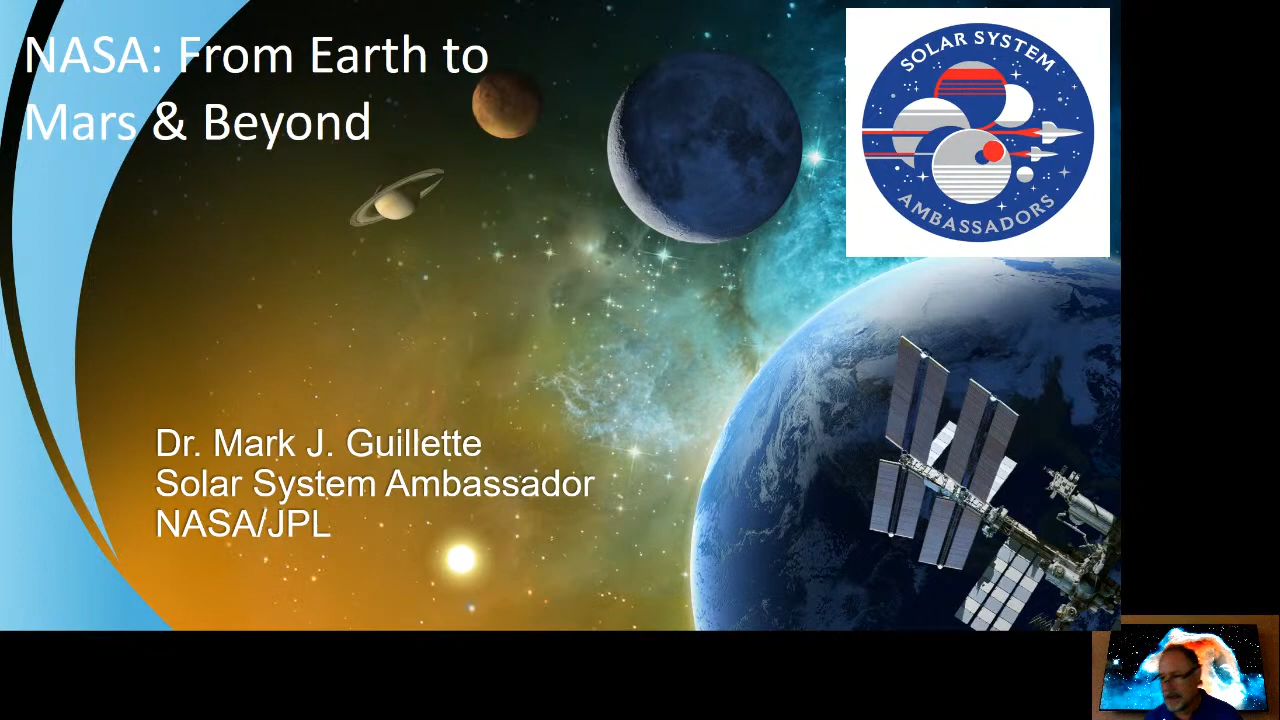 NASA: From Earth to
Mars & Beyond
SOLAR SYSTEM
AMBASSADORS
Dr. Mark J. Guillette
Solar System Ambassador
NASA/JPL